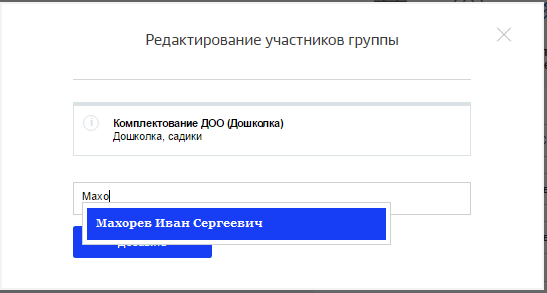 Редактирование участников группы
Комплектование ДОО (Дошколка)
Дошколка, садики
Махо
Махорев Иван Сергеевич